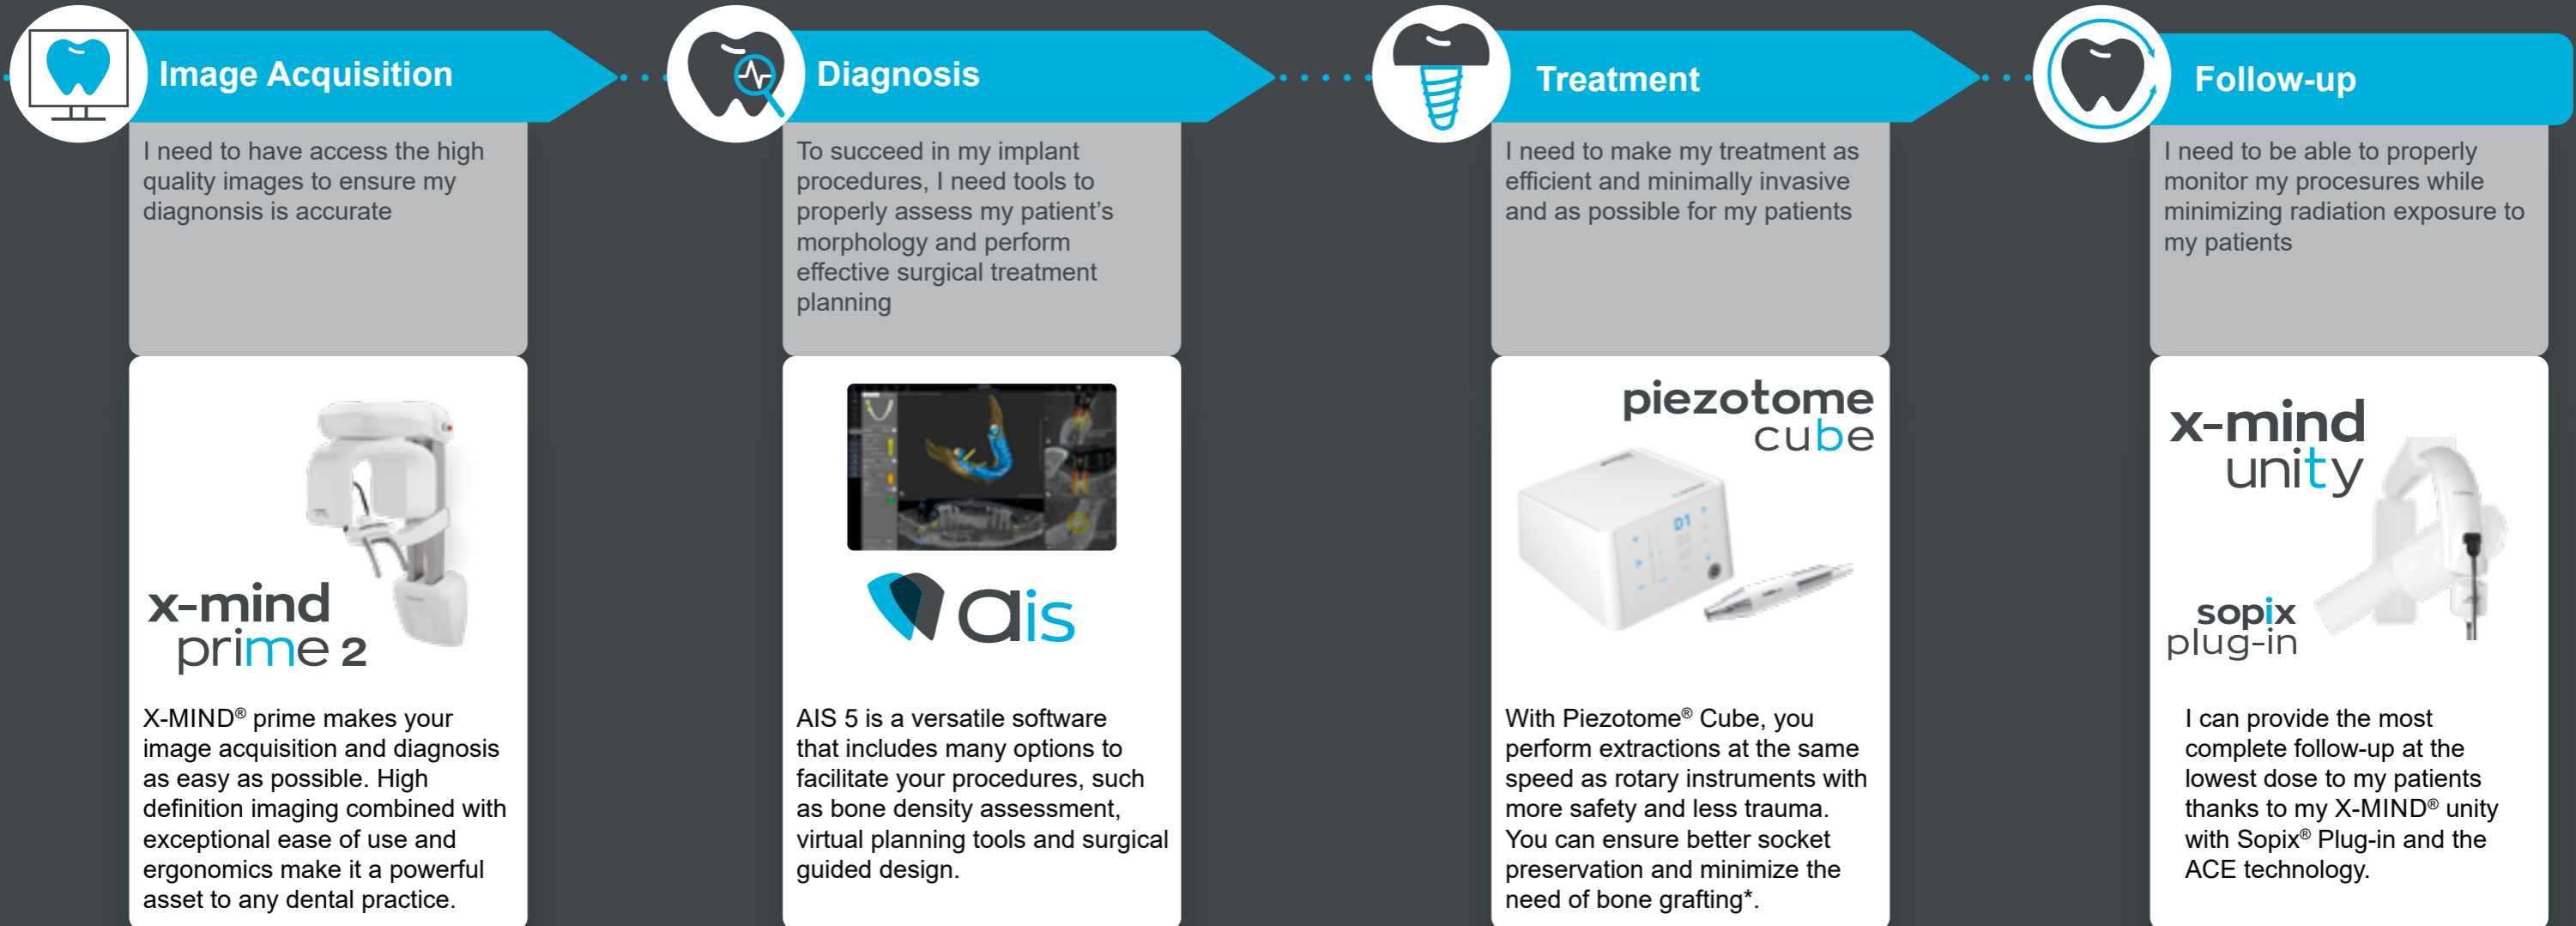 Image Acquisition
I need to have access the high
quality images to ensure my
diagnonsis is accurate
x-mind
prime 2
X-MIND® prime makes your
image acquisition and diagnosis
as easy as possible. High
definition imaging combined with
exceptional ease of use and
ergonomics make it a powerful
asset to any dental practice.
Diagnosis
To succeed in my implant
procedures, I need tools to
properly assess my patient’s
morphology and perform
effective surgical treatment
planning
ais
AIS 5 is a versatile software
that includes many options to
facilitate your procedures, such
as bone density assessment,
virtual planning tools and surgical
guided design.
Treatment
I need to make my treatment as
efficient and minimally invasive
and as possible for my patients
piezotome
cube
D1
With Piezotome® Cube, you
perform extractions at the same
speed as rotary instruments with
more safety and less trauma.
You can ensure better socket
preservation and minimize the
need of bone grafting*.
Follow-up
I need to be able to properly
monitor my procesures while
minimizing radiation exposure to
my patients
x-mind
unity
sopix
plug-in
I can provide the most
complete follow-up at the
lowest dose to my patients
thanks to my X-MIND® unity
with Sopix® Plug-in and the
ACE technology.